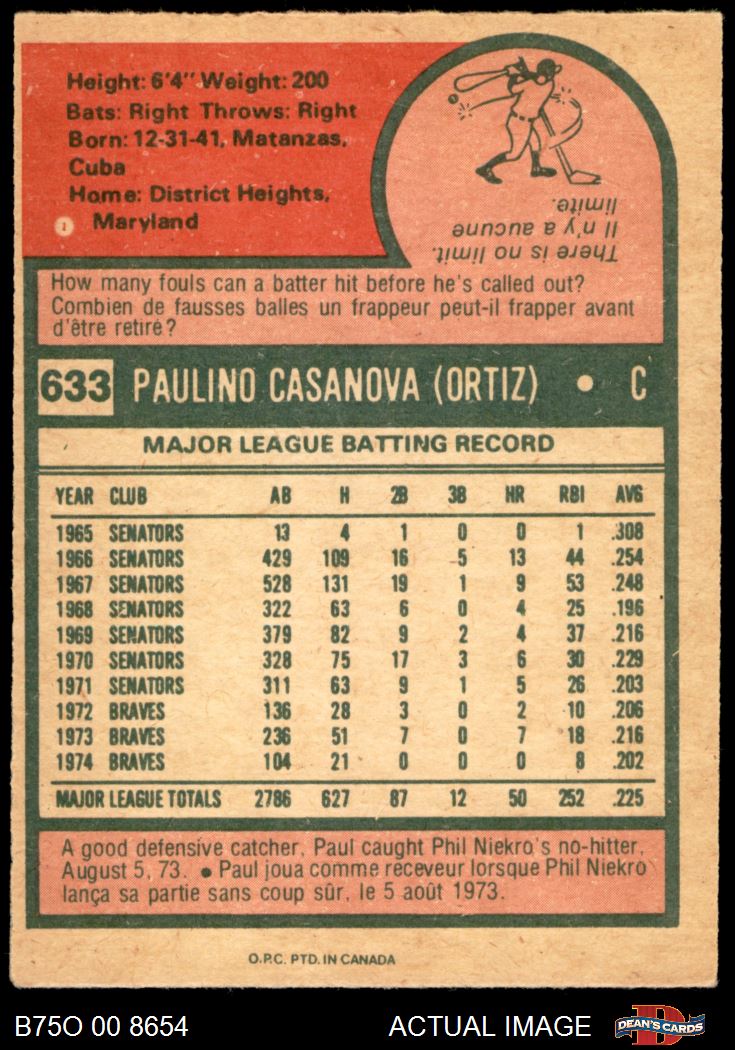 Height: 6'4" Weight: 200
Bats: Right Throws: Right
Born: 12-31-41, Matanzas,
Cuba
Home: District Heights,
Maryland
1
There is no limit.
Il n'y a aucune
limite.
How many fouls can a batter hit before he's called out?
Combien de fausses balles un frappeur peut-il frapper avant
d'être retiré?
633 PAULINO CASANOVA (ORTIZ) • C
MAJOR LEAGUE BATTING RECORD
YEAR CLUB AB H 2B 3B HR RBI AVG
1965 SENATORS 13 4 1 0 0 1 .308
1966 SENATORS 429 109 16 5 13 44 .254
1967 SENATORS 528 131 19 1 9 53 .248
1968 SENATORS 322 63 6 0 4 25 .196
1969 SENATORS 379 82 9 2 4 37 .216
1970 SENATORS 328 75 17 3 6 30 .229
1971 SENATORS 311 63 9 1 5 26 .203
1972 BRAVES 136 28 3 0 2 10 .206
1973 BRAVES 236 51 7 0 7 18 .216
1974 BRAVES 104 21 0 0 0 8 .202
MAJOR LEAGUE TOTALS 2786 627 87 12 50 252 .225
A good defensive catcher, Paul caught Phil Niekro's no-hitter,
August 5, 73. • Paul joua comme receveur lorsque Phil Niekro
lança sa partie sans coup sûr, le 5 août 1973.
O.P.C. PTD. IN CANADA
B75O 00 8654 ACTUAL IMAGE DEAN'S CARDS